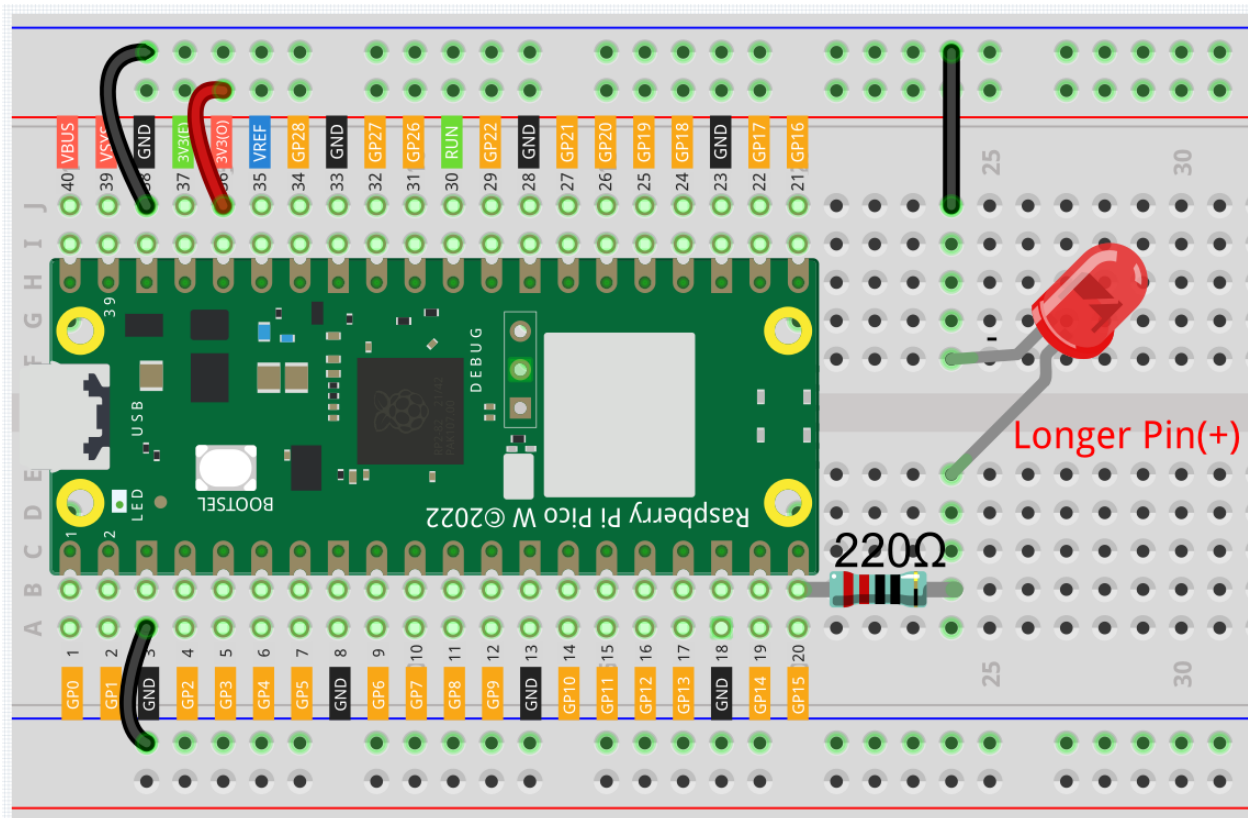 VBUS VSYS GND 3V3(E) 3V3(O) VREF GP28 GND GP27 GP26 RUN GP22 GND GP21 GP20 GP19 GP18 GND GP17 GP16
40 39 38 37 36 35 34 33 32 31 30 29 28 27 26 25 24 23 22 21
25 30
J
I
H
G
F
39
DEBUG
-
USB
Longer Pin(+)
E
D
C
B
A
LED
BOOTSEL
Raspberry Pi Pico W ©2022
1 2
220Ω
1 2 3 4 5 6 7 8 9 10 11 12 13 14 15 16 17 18 19 20
25 30
GP0 GP1 GND GP2 GP3 GP4 GP5 GND GP6 GP7 GP8 GP9 GND GP10 GP11 GP12 GP13 GND GP14 GP15